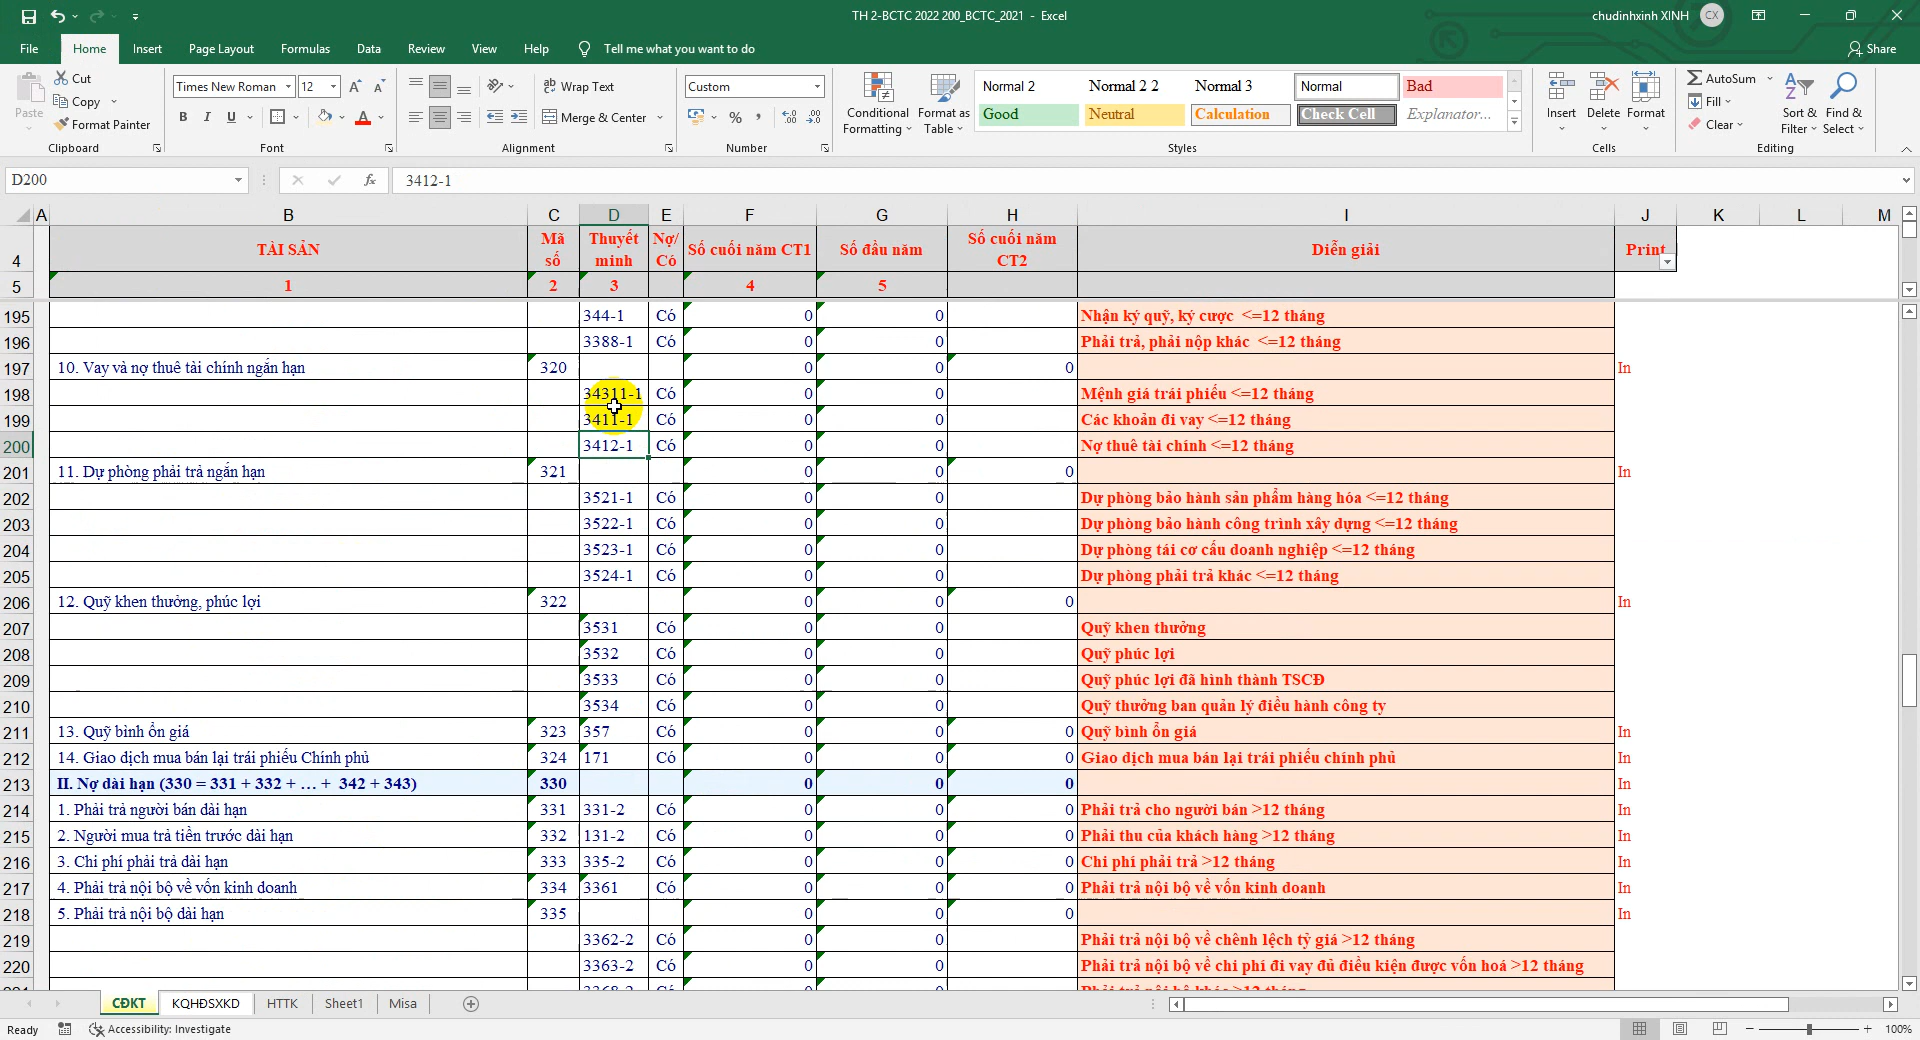 TH 2-BCTC 2022 200_BCTC_2021 - Excel
chudinhxinh XINH CX
File Home Insert Page Layout Formulas Data Review View Help Tell me what you want to do Share
Paste Cut Copy Format Painter Clipboard
Times New Roman 12 B I U Font
Wrap Text Merge & Center Alignment
Custom % Number
Conditional Formatting Format as Table
Normal 2 Normal 2 2 Normal 3 Normal Bad
Good Neutral Calculation Check Cell Explanator...
Styles
Insert Delete Format Cells
AutoSum Fill Clear Sort & Filter Find & Select Editing
D200 fx 3412-1
A B C D E F G H I J K L M
4 TÀI SẢN Mã số Thuyết minh Nợ/ Có Số cuối năm CT1 Số đầu năm Số cuối năm CT2 Diễn giải Print
5 1 2 3 4 5
195 344-1 Có 0 0 Nhận ký quỹ, ký cược <=12 tháng
196 3388-1 Có 0 0 Phải trả, phải nộp khác <=12 tháng
197 10. Vay và nợ thuê tài chính ngắn hạn 320 0 0 0 In
198 34311-1 Có 0 0 Mệnh giá trái phiếu <=12 tháng
199 3411-1 Có 0 0 Các khoản đi vay <=12 tháng
200 3412-1 Có 0 0 Nợ thuê tài chính <=12 tháng
201 11. Dự phòng phải trả ngắn hạn 321 0 0 0 In
202 3521-1 Có 0 0 Dự phòng bảo hành sản phẩm hàng hóa <=12 tháng
203 3522-1 Có 0 0 Dự phòng bảo hành công trình xây dựng <=12 tháng
204 3523-1 Có 0 0 Dự phòng tái cơ cấu doanh nghiệp <=12 tháng
205 3524-1 Có 0 0 Dự phòng phải trả khác <=12 tháng
206 12. Quỹ khen thưởng, phúc lợi 322 0 0 0 In
207 3531 Có 0 0 Quỹ khen thưởng
208 3532 Có 0 0 Quỹ phúc lợi
209 3533 Có 0 0 Quỹ phúc lợi đã hình thành TSCĐ
210 3534 Có 0 0 Quỹ thưởng ban quản lý điều hành công ty
211 13. Quỹ bình ổn giá 323 357 Có 0 0 0 Quỹ bình ổn giá In
212 14. Giao dịch mua bán lại trái phiếu Chính phủ 324 171 Có 0 0 0 Giao dịch mua bán lại trái phiếu chính phủ In
213 II. Nợ dài hạn (330 = 331 + 332 + ... + 342 + 343) 330 0 0 0 In
214 1. Phải trả người bán dài hạn 331 331-2 Có 0 0 0 Phải trả cho người bán >12 tháng In
215 2. Người mua trả tiền trước dài hạn 332 131-2 Có 0 0 0 Phải thu của khách hàng >12 tháng In
216 3. Chi phí phải trả dài hạn 333 335-2 Có 0 0 0 Chi phí phải trả >12 tháng In
217 4. Phải trả nội bộ về vốn kinh doanh 334 3361 Có 0 0 0 Phải trả nội bộ về vốn kinh doanh In
218 5. Phải trả nội bộ dài hạn 335 0 0 0 In
219 3362-2 Có 0 0 Phải trả nội bộ về chênh lệch tỷ giá >12 tháng
220 3363-2 Có 0 0 Phải trả nội bộ về chi phí đi vay đủ điều kiện được vốn hoá >12 tháng
CĐKT KQHĐSXKD HTTK Sheet1 Misa
Ready Accessibility: Investigate 100%